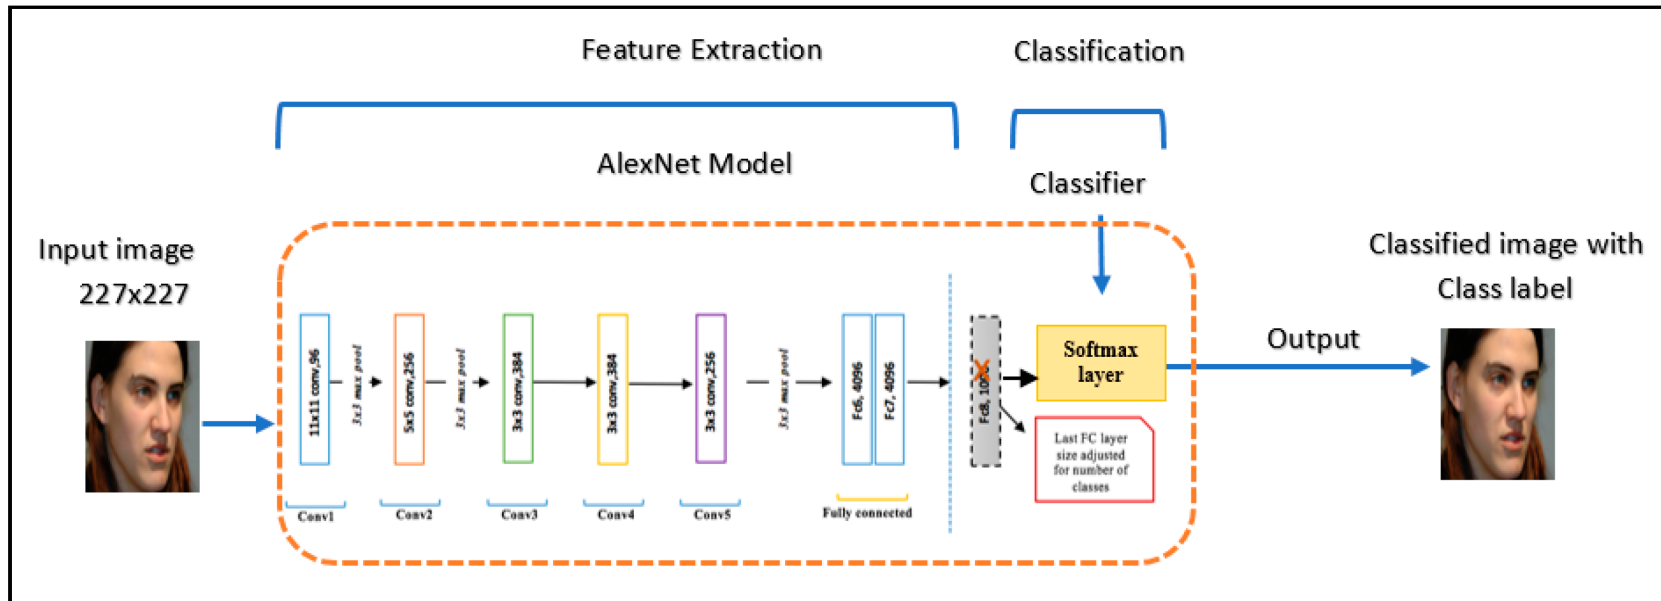 Feature Extraction
Classification
AlexNet Model
Classifier
Input image
227x227
Classified image with
Class label
Output
11x11 conv,96
3x3 max pool
5x5 conv,256
3x3 max pool
3x3 conv,384
3x3 conv,384
3x3 conv,256
3x3 max pool
Fc6, 4096
Fc7, 4096
Fc8,
Softmax
layer
Last FC layer
size adjusted
for number of
classes
Conv1
Conv2
Conv3
Conv4
Conv5
Fully connected